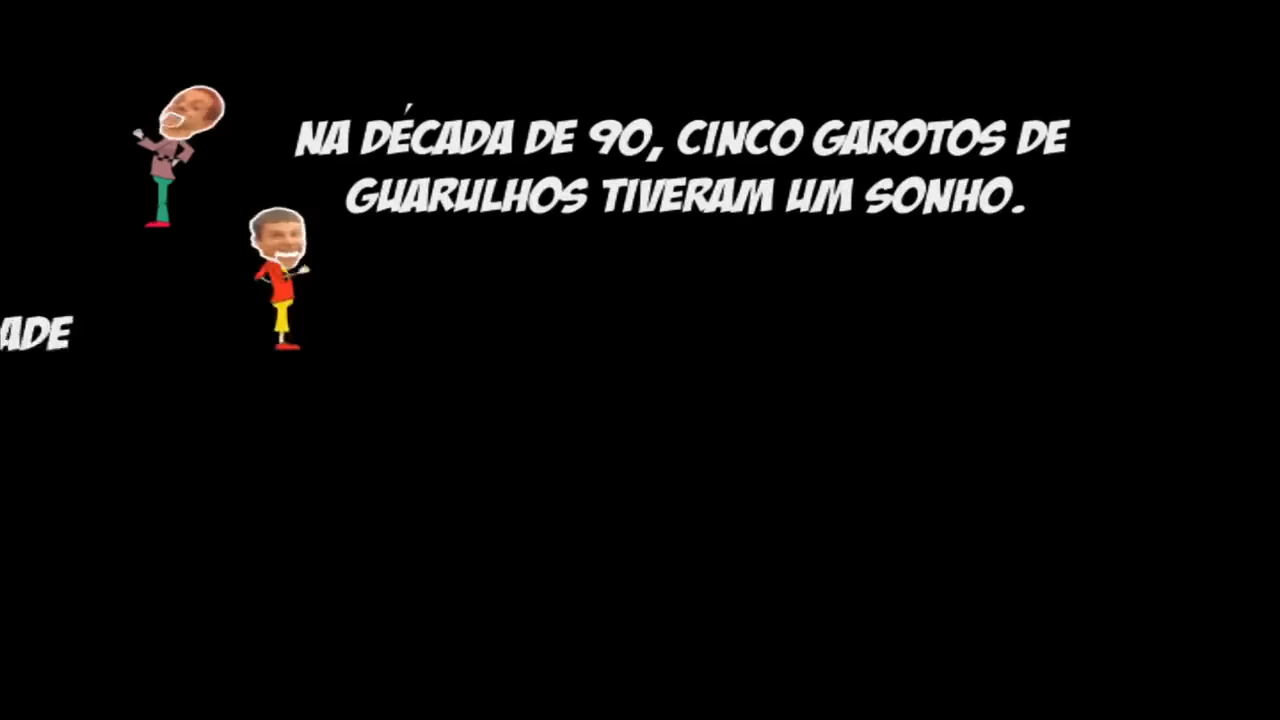 NA DÉCADA DE 90, CINCO GAROTOS DE
GUARULHOS TIVERAM UM SONHO.
ADE